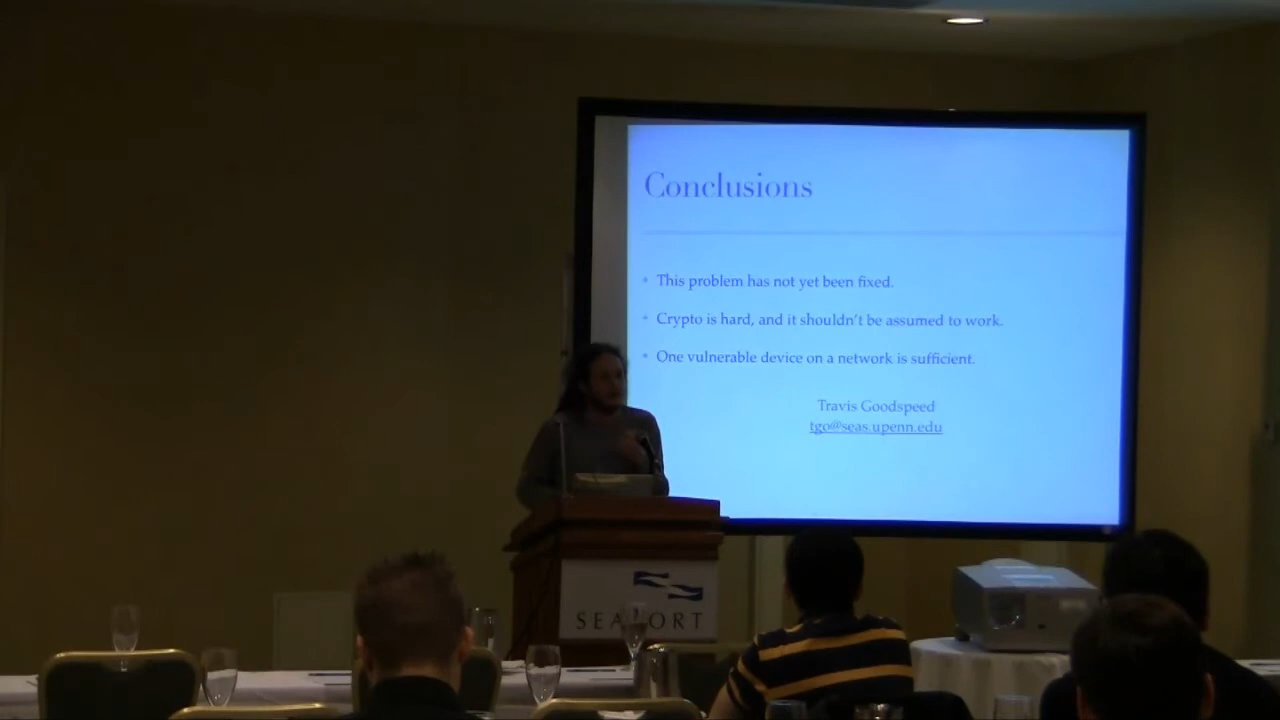 Conclusions
This problem has not yet been fixed.
Crypto is hard, and it shouldn't be assumed to work.
One vulnerable device on a network is sufficient.
Travis Goodspeed
tgo@seas.upenn.edu
SEAPORT